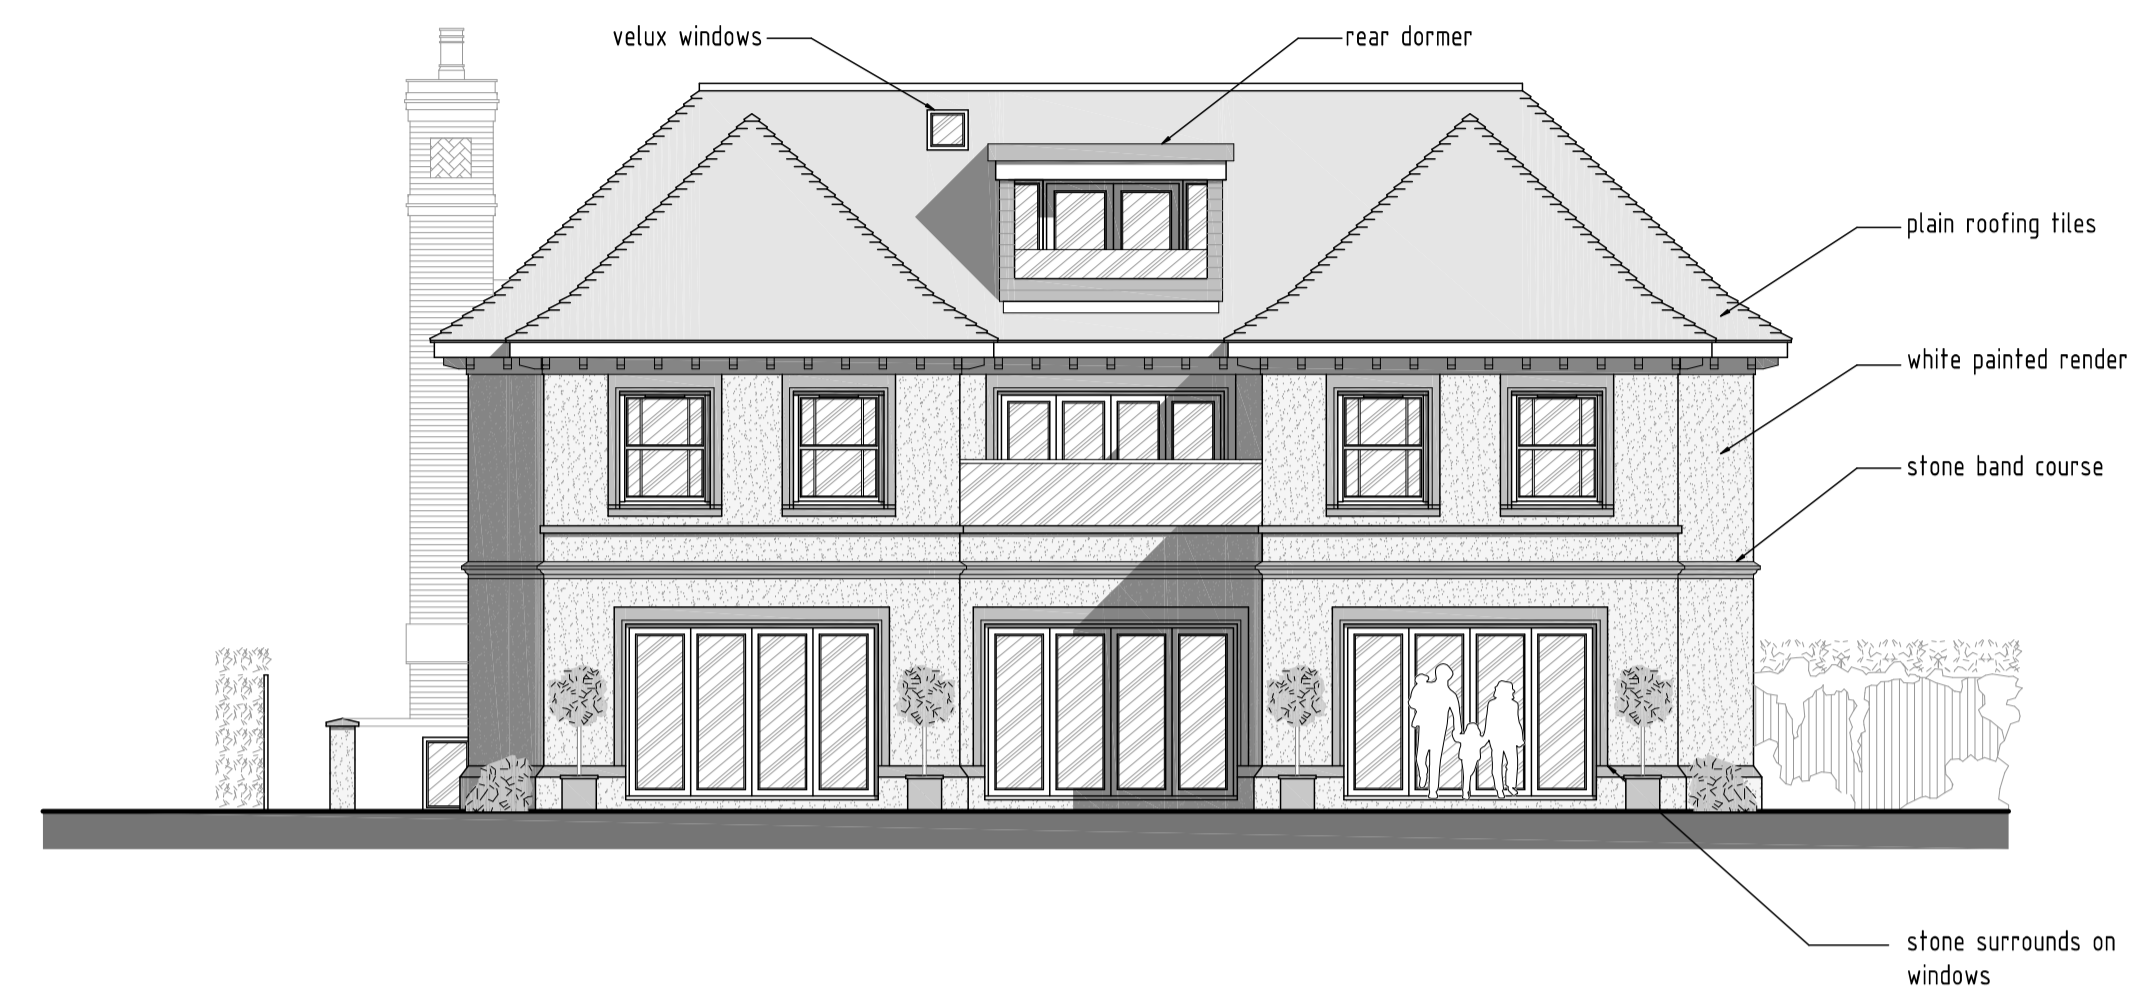 velux windows
rear dormer
plain roofing tiles
white painted render
stone band course
stone surrounds on
windows